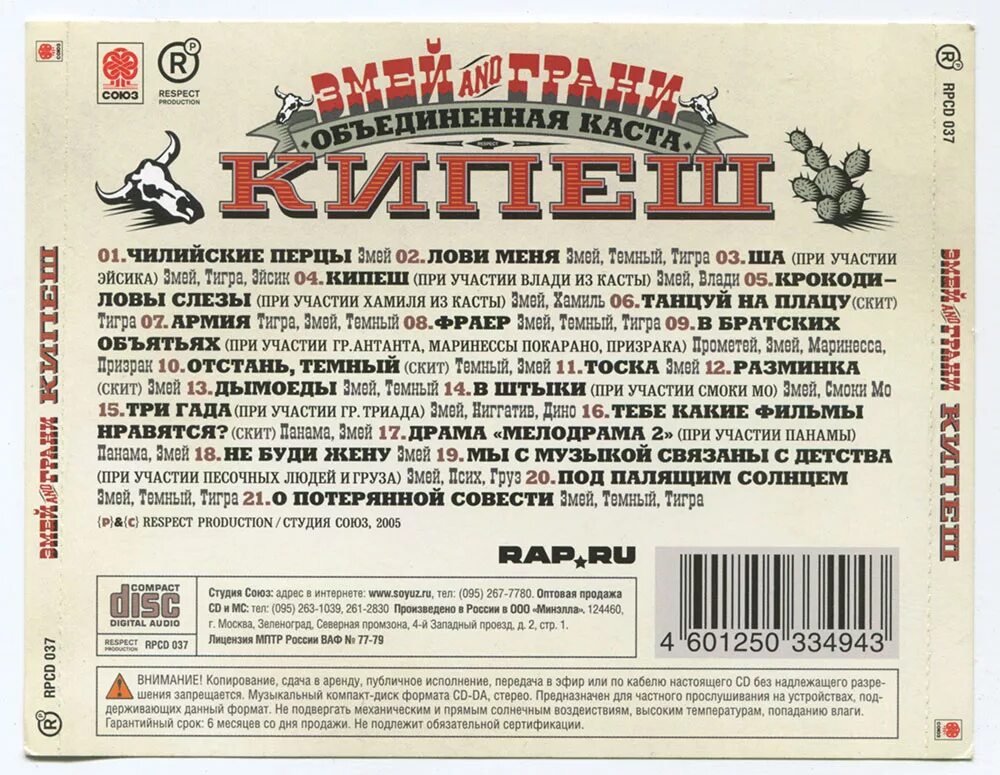 СОЮЗ
R P
RESPECT
PRODUCTION
ЗМЕЙ AND ГРАНИ
ОБЪЕДИНЕННАЯ КАСТА
RESPECT
КИПЕШ
01.ЧИЛИЙСКИЕ ПЕРЦЫ Змей 02. ЛОВИ МЕНЯ Змей, Темный, Тигра 03. ША (ПРИ УЧАСТИИ
ЭЙСИКА) Змей, Тигра, Эйсик 04. КИПЕШ (ПРИ УЧАСТИИ ВЛАДИ ИЗ КАСТЫ) Змей, Влади 05. КРОКОДИ-
ЛОВЫ СЛЕЗЫ (ПРИ УЧАСТИИ ХАМИЛЯ ИЗ КАСТЫ) Змей, Хамиль 06. ТАНЦУЙ НА ПЛАЦУ (СКИТ)
Тигра 07. АРМИЯ Тигра, Змей, Темный 08. ФРАЕР Змей, Темный, Тигра 09. В БРАТСКИХ
ОБЪЯТЬЯХ (ПРИ УЧАСТИИ ГР.АНТАНТА, МАРИНЕССЫ ПОКАРАНО, ПРИЗРАКА) Прометей, Змей, Маринесса,
Призрак 10. ОТСТАНЬ, ТЕМНЫЙ (СКИТ) Темный, Змей 11. ТОСКА Змей 12. РАЗМИНКА
(СКИТ) Змей 13. ДЫМОЕДЫ Змей, Темный 14. В ШТЫКИ (ПРИ УЧАСТИИ СМОКИ МО) Змей, Смоки Мо
15. ТРИ ГАДА (ПРИ УЧАСТИИ ГР. ТРИАДА) Змей, Ниггатив, Дино 16. ТЕБЕ КАКИЕ ФИЛЬМЫ
НРАВЯТСЯ? (СКИТ) Панама, Змей 17. ДРАМА «МЕЛОДРАМА 2» (ПРИ УЧАСТИИ ПАНАМЫ)
Панама, Змей 18. НЕ БУДИ ЖЕНУ Змей 19. МЫ С МУЗЫКОЙ СВЯЗАНЫ С ДЕТСТВА
(ПРИ УЧАСТИИ ПЕСОЧНЫХ ЛЮДЕЙ И ГРУЗА) Змей, Псих, Груз 20. ПОД ПАЛЯЩИМ СОЛНЦЕМ
Змей, Темный, Тигра 21. О ПОТЕРЯННОЙ СОВЕСТИ Змей, Темный, Тигра
{P}&{C} RESPECT PRODUCTION / СТУДИЯ СОЮЗ, 2005
RAP.RU
COMPACT
disc
DIGITAL AUDIO
RESPECT
PRODUCTION
RPCD 037
Студия Союз: адрес в интернете: www.soyuz.ru, тел: (095) 267-7780. Оптовая продажа
CD и МС: тел: (095) 263-1039, 261-2830 Произведено в России в ООО «Минэлла». 124460,
г. Москва, Зеленоград, Северная промзона, 4-й Западный проезд, д. 2, стр. 1.
Лицензия МПТР России ВАФ № 77-79
4 601250 334943
ВНИМАНИЕ! Копирование, сдача в аренду, публичное исполнение, передача в эфир или по кабелю настоящего CD без надлежащего разре-
шения запрещается. Музыкальный компакт-диск формата CD-DA, стерео. Предназначен для частного прослушивания на устройствах, под-
держивающих данный формат. Не подвергать механическим и прямым солнечным воздействиям, высоким температурам, попаданию влаги.
Гарантийный срок: 6 месяцев со дня продажи. Не подлежит обязательной сертификации.
СОЮЗ
ЗМЕЙ AND ГРАНИ КИПЕШ
RPCD 037
R P
R P
RPCD 037
ЗМЕЙ AND ГРАНИ КИПЕШ
СОЮЗ